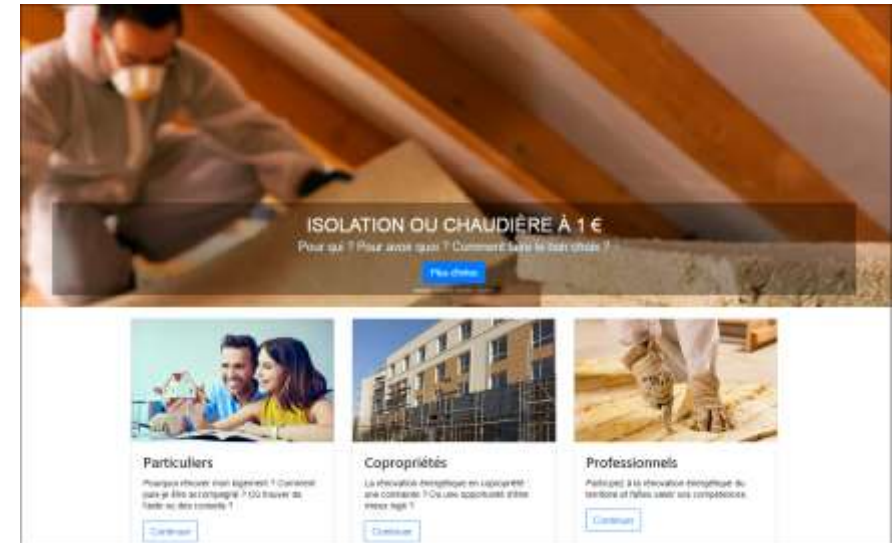 ISOLATION OU CHAUDIÈRE À 1 €
Pour qui ? Pour avoir quoi ? Comment faire le bon choix ?
Plus d'infos
Particuliers
Pourquoi rénover mon logement ? Comment
puis-je être accompagné ? Où trouver de
l'aide ou des conseils ?
Continuer
Copropriétés
La rénovation énergétique en copropriété :
une contrainte ? Ou une opportunité d'être
mieux logé ?
Continuer
Professionnels
Participez à la rénovation énergétique du
territoire et faites valoir vos compétences.
Continuer